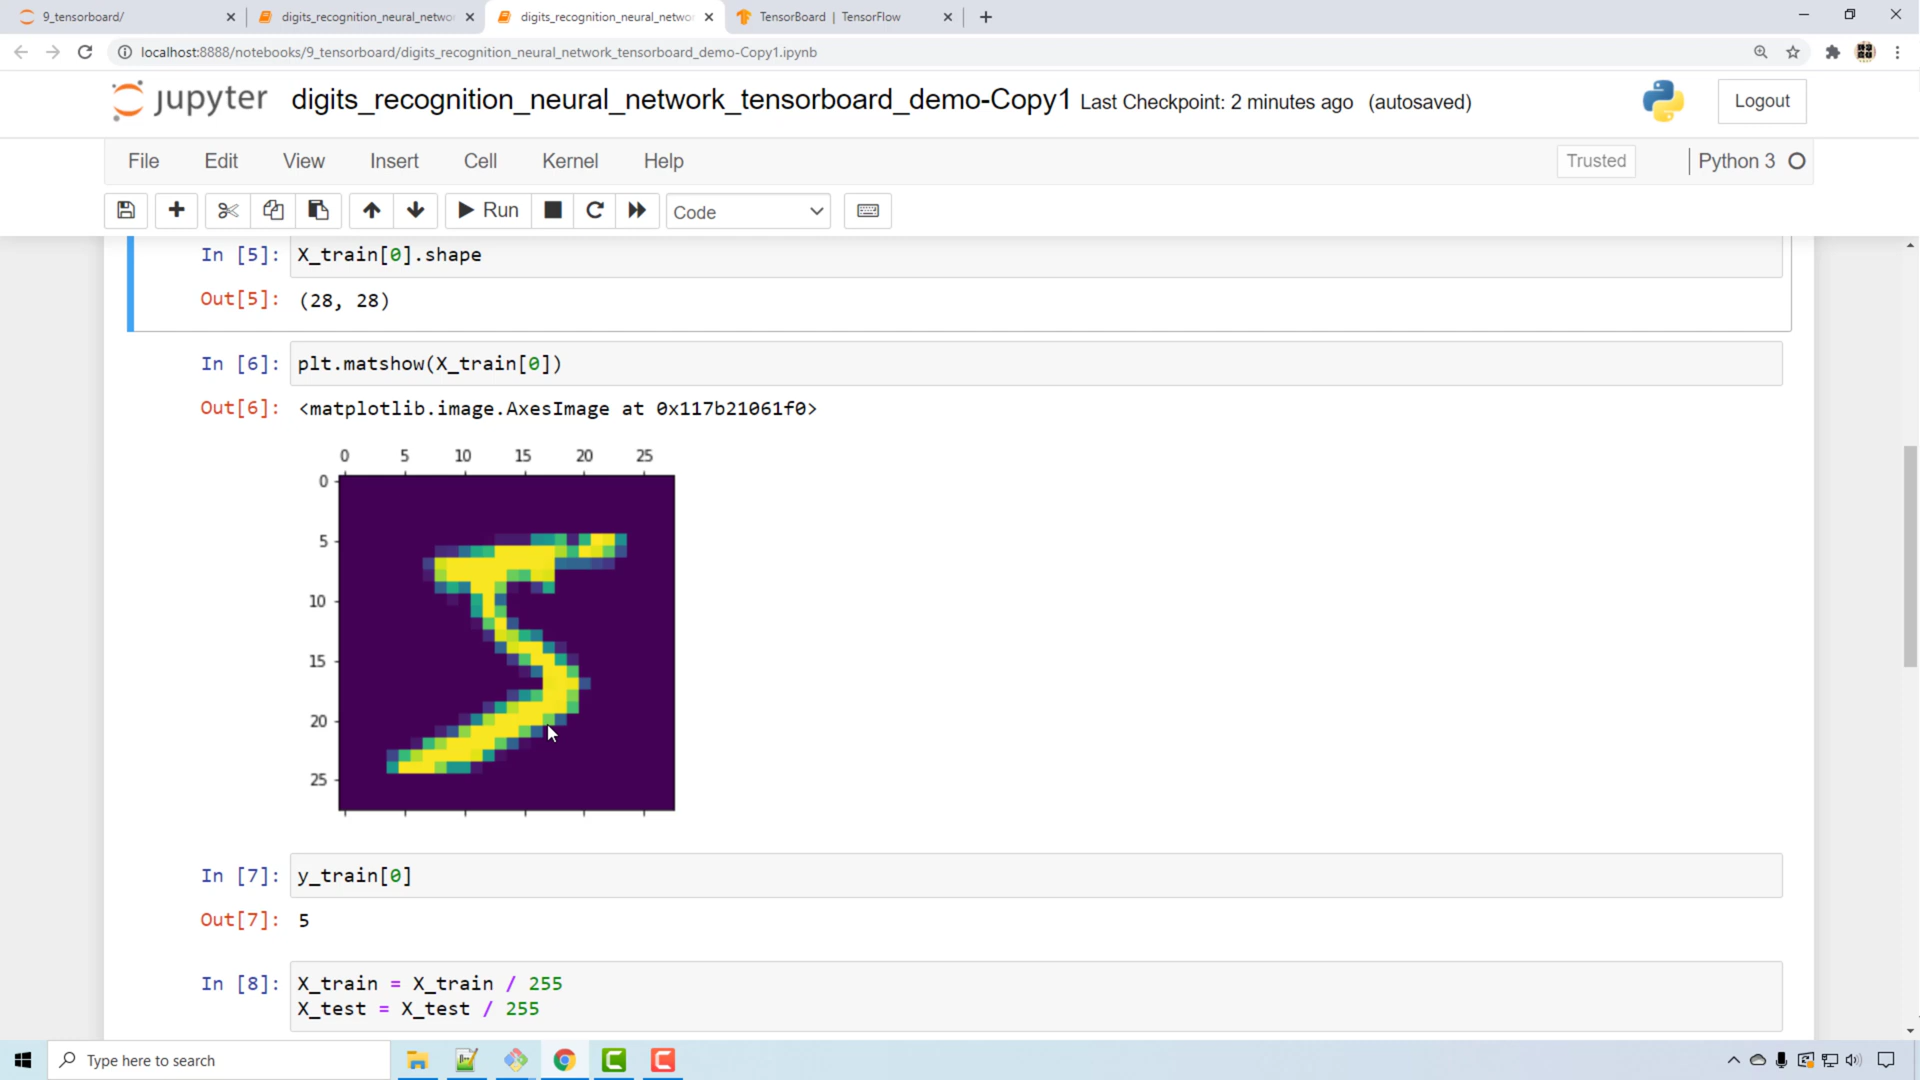 9_tensorboard/
digits_recognition_neural_netwo
digits_recognition_neural_networ
TensorBoard | TensorFlow
localhost:8888/notebooks/9_tensorboard/digits_recognition_neural_network_tensorboard_demo-Copy1.ipynb
jupyter
digits_recognition_neural_network_tensorboard_demo-Copy1 Last Checkpoint: 2 minutes ago (autosaved)
Logout
File Edit View Insert Cell Kernel Help
Trusted
Python 3
Run
Code
In [5]: X_train[0].shape
Out[5]: (28, 28)
In [6]: plt.matshow(X_train[0])
Out[6]: <matplotlib.image.AxesImage at 0x117b21061f0>
0 5 10 15 20 25
0
5
10
15
20
25
In [7]: y_train[0]
Out[7]: 5
In [8]: X_train = X_train / 255
X_test = X_test / 255
Type here to search